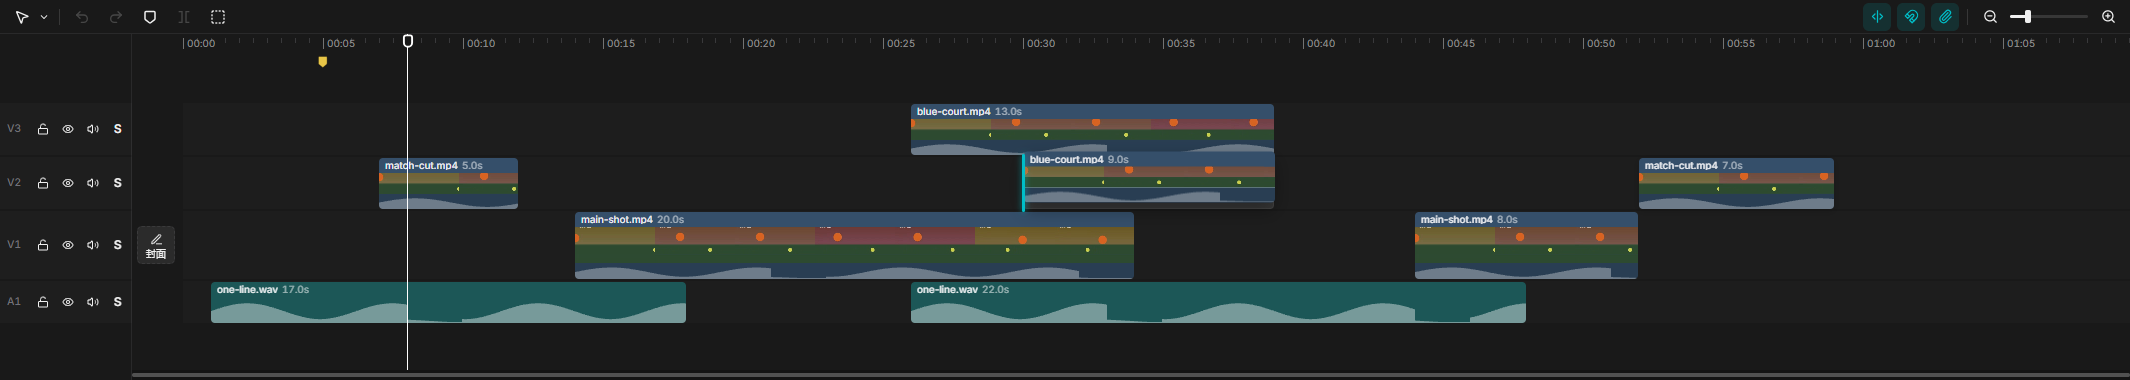 00:00 00:05 00:10 00:15 00:20 00:25 00:30 00:35 00:40 00:45 00:50 00:55 01:00 01:05
V3 S blue-court.mp4 13.0s
V2 S match-cut.mp4 5.0s blue-court.mp4 9.0s match-cut.mp4 7.0s
V1 S 封面 main-shot.mp4 20.0s main-shot.mp4 8.0s
A1 S one-line.wav 17.0s one-line.wav 22.0s